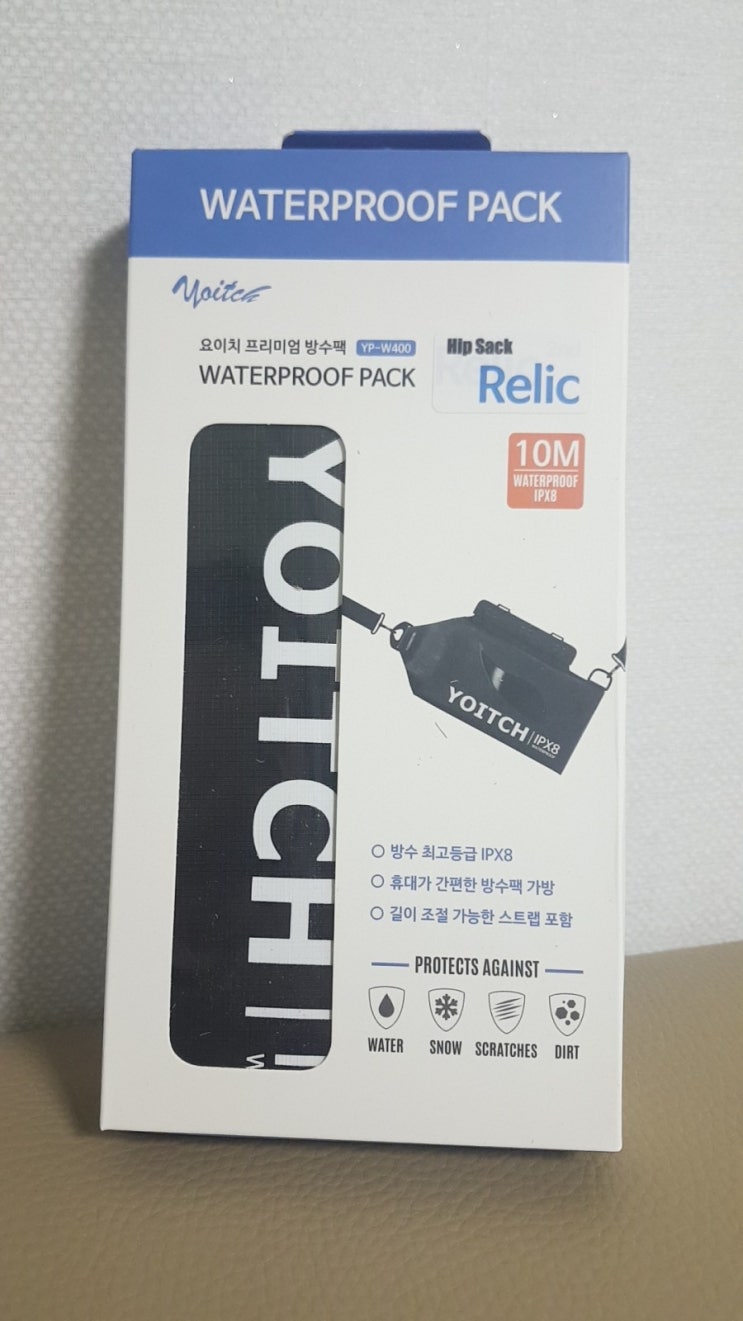 WATERPROOF PACK
Yoitch
요이치 프리미엄 방수팩 YP-W400
WATERPROOF PACK
Hip Sack
Relic
10M
WATERPROOF
IPX8
YOITCH
YOITCH | IPX8
WATERPROOF
방수 최고등급 IPX8
휴대가 간편한 방수팩 가방
길이 조절 가능한 스트랩 포함
PROTECTS AGAINST
WATER SNOW SCRATCHES DIRT